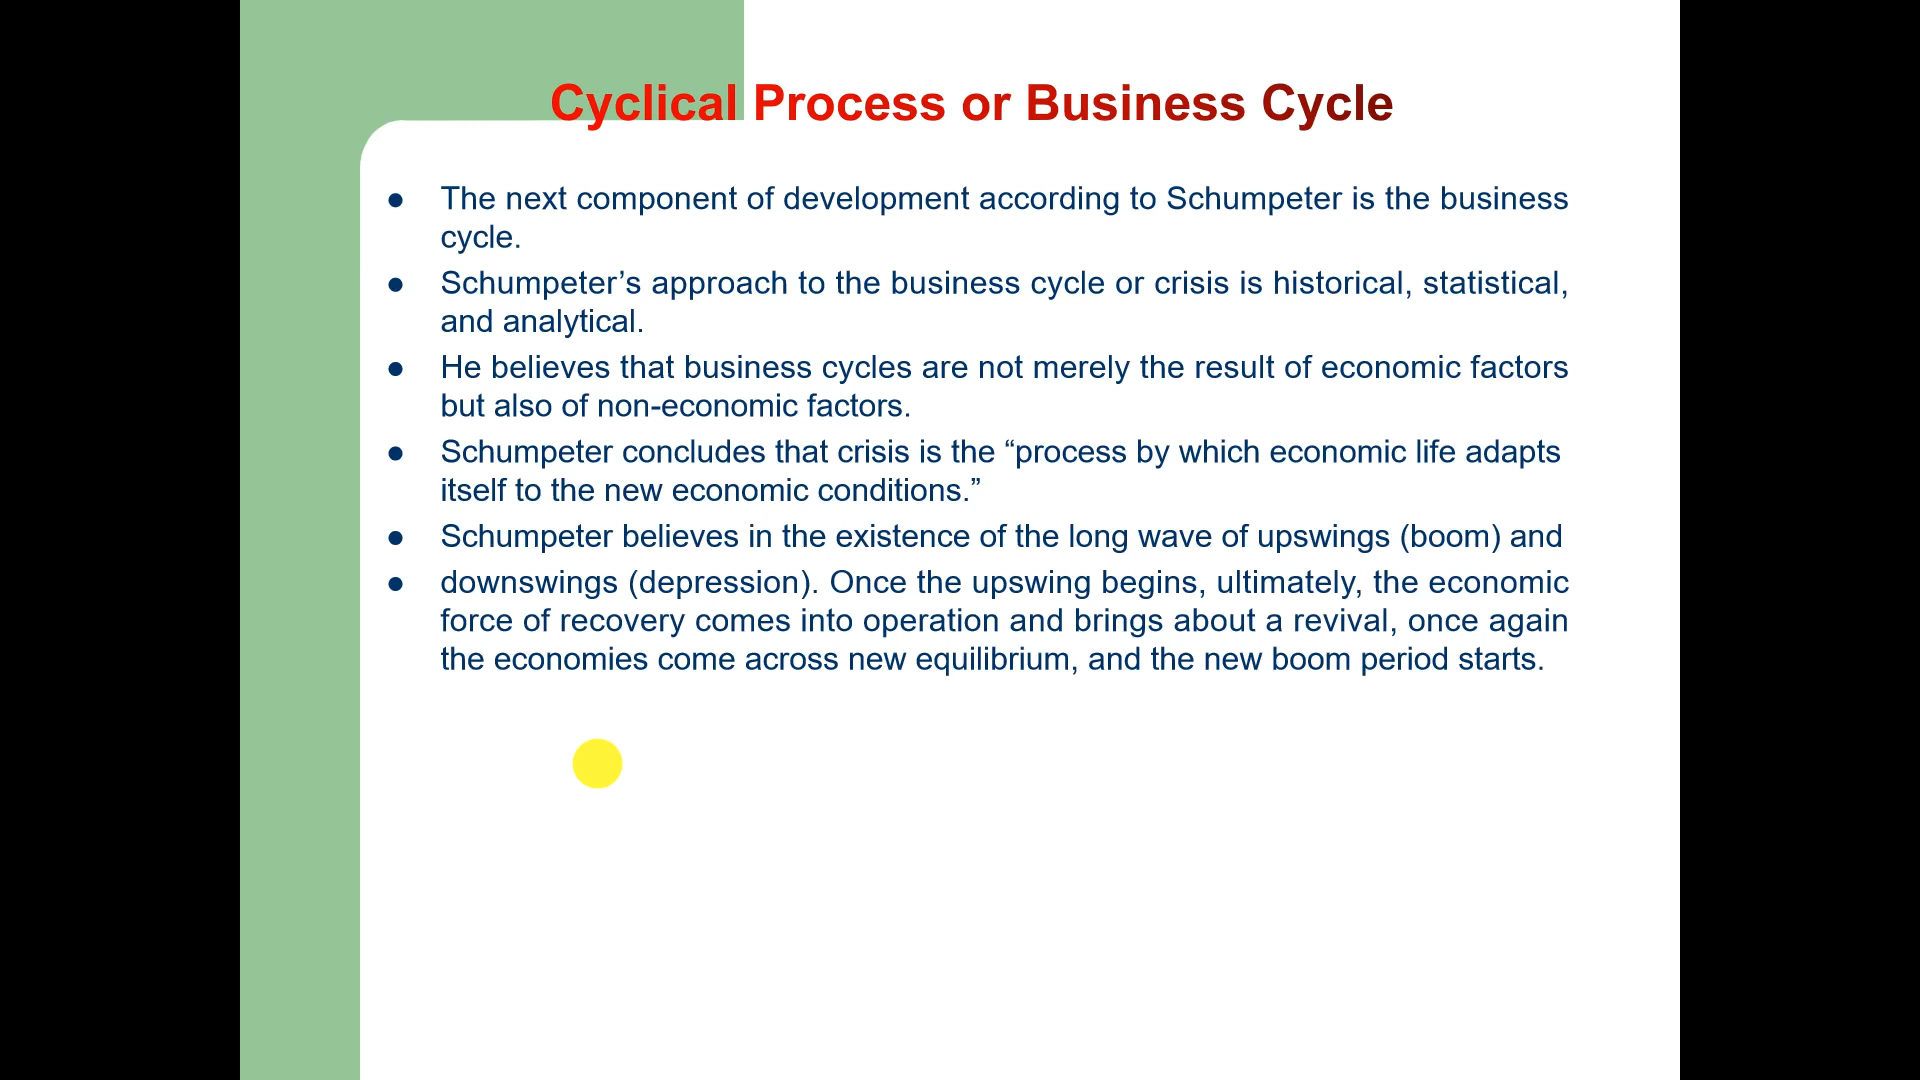 Cyclical Process or Business Cycle
● The next component of development according to Schumpeter is the business
cycle.
● Schumpeter’s approach to the business cycle or crisis is historical, statistical,
and analytical.
● He believes that business cycles are not merely the result of economic factors
but also of non-economic factors.
● Schumpeter concludes that crisis is the “process by which economic life adapts
itself to the new economic conditions.”
● Schumpeter believes in the existence of the long wave of upswings (boom) and
● downswings (depression). Once the upswing begins, ultimately, the economic
force of recovery comes into operation and brings about a revival, once again
the economies come across new equilibrium, and the new boom period starts.